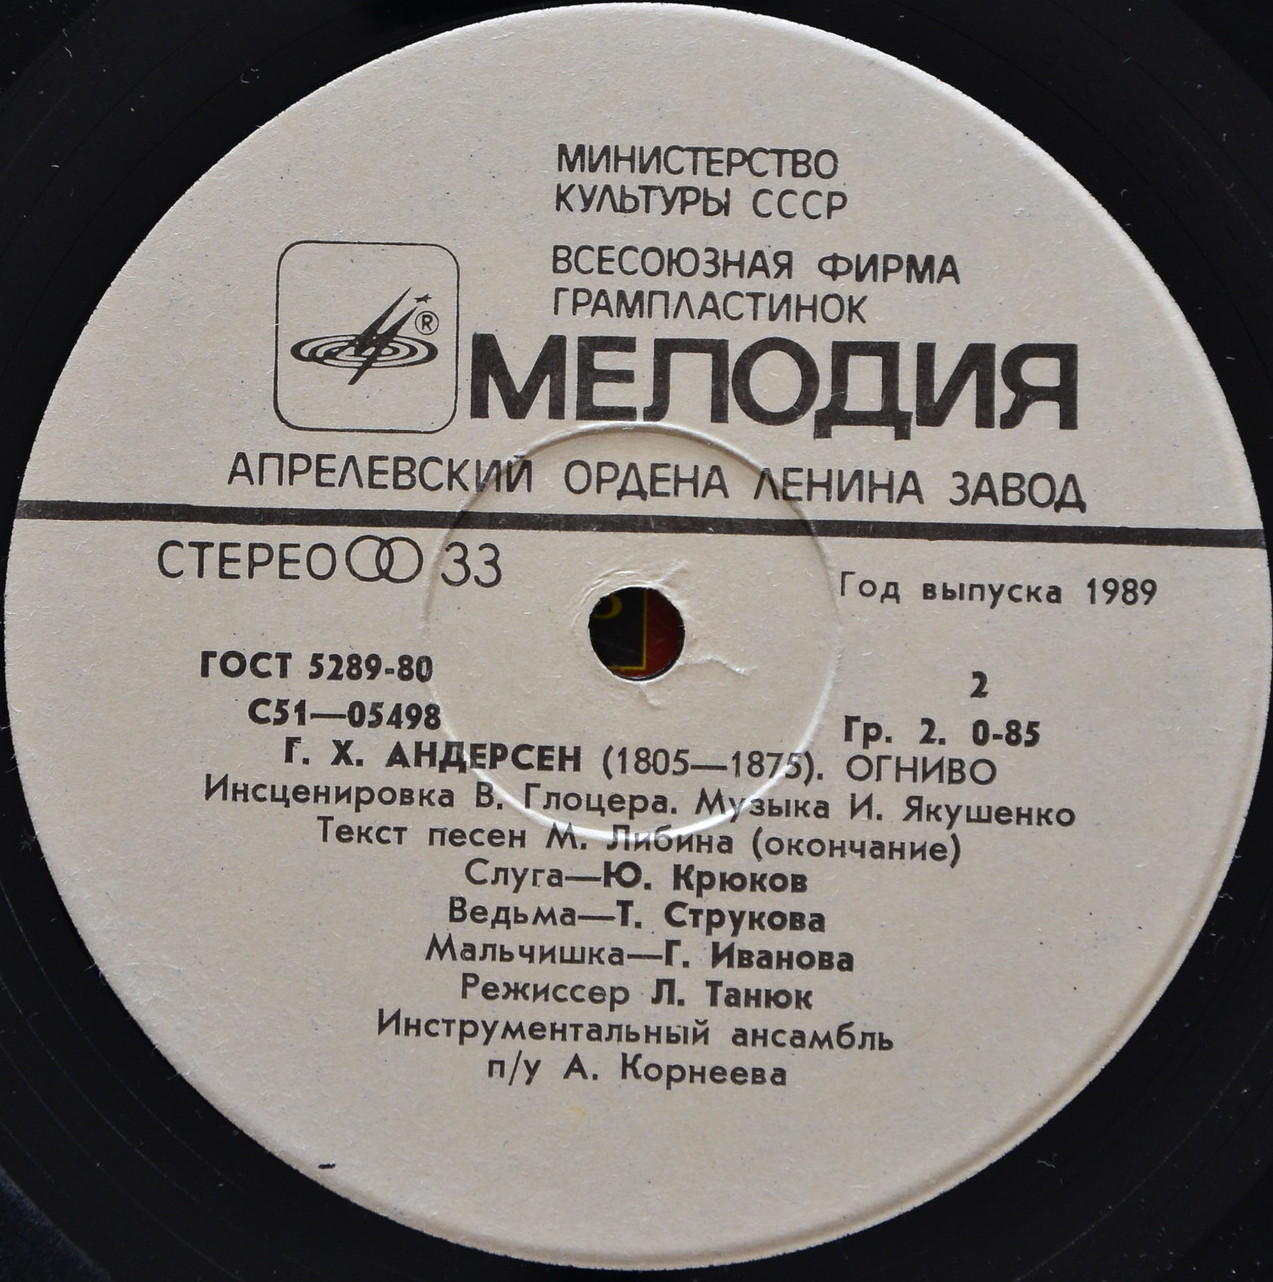 МИНИСТЕРСТВО
КУЛЬТУРЫ СССР
ВСЕСОЮЗНАЯ ФИРМА
ГРАМПЛАСТИНОК
®
МЕЛОДИЯ
АПРЕЛЕВСКИЙ ОРДЕНА ЛЕНИНА ЗАВОД
СТЕРЕО 33
Год выпуска 1989
ГОСТ 5289-80
2
С51—05498
Гр. 2. 0-85
Г. Х. АНДЕРСЕН (1805—1875). ОГНИВО
Инсценировка В. Глоцера. Музыка И. Якушенко
Текст песен М. Либина (окончание)
Слуга—Ю. Крюков
Ведьма—Т. Струкова
Мальчишка—Г. Иванова
Режиссер Л. Танюк
Инструментальный ансамбль
п/у А. Корнеева